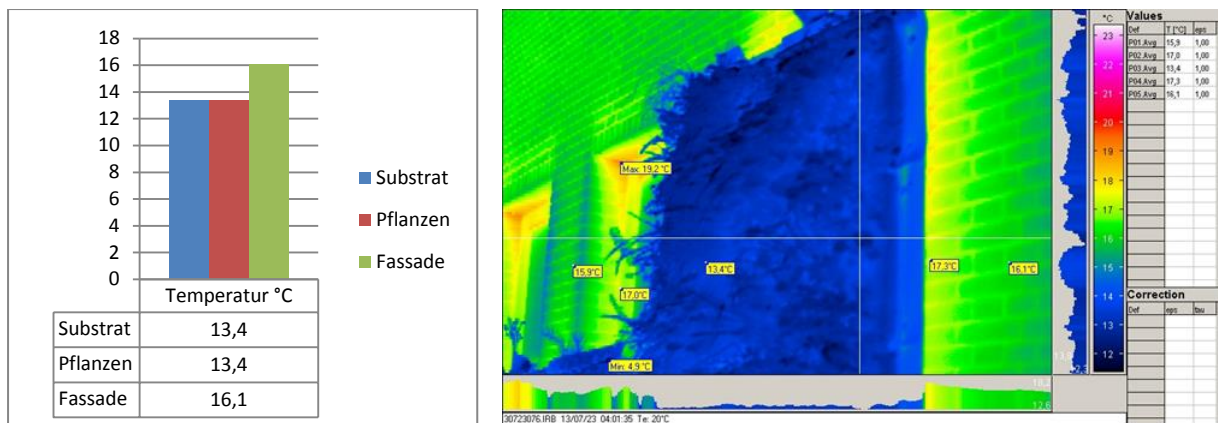 18
16
14
12
10
8
6
4
2
0
Substrat
Pflanzen
Fassade
Temperatur °C
Substrat 13,4
Pflanzen 13,4
Fassade 16,1
Max: 19,2°C
15,9°C
13,4°C
17,3°C
16,1°C
17,0°C
Min: 4,9°C
°C
23
22
21
20
19
18
17
16
15
14
13
12
Values
Def T [°C] eps
P01.Avg 15,9 1,00
P02.Avg 17,0 1,00
P03.Avg 13,4 1,00
P04.Avg 17,3 1,00
P05.Avg 16,1 1,00
Correction
Def eps tau
30723076.IRB 13/07/23 04:01:35 Te: 20°C